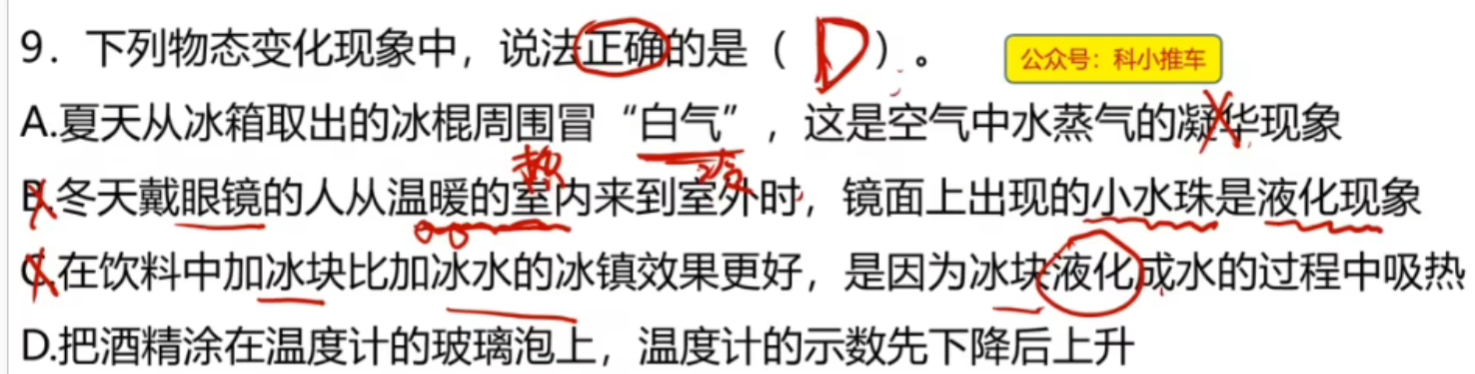 9．下列物态变化现象中，说法正确的是（ D ）。
公众号：科小推车
A.夏天从冰箱取出的冰棍周围冒“白气”，这是空气中水蒸气的凝华现象
热
冷
B.冬天戴眼镜的人从温暖的室内来到室外时，镜面上出现的小水珠是液化现象
C.在饮料中加冰块比加冰水的冰镇效果更好，是因为冰块液化成水的过程中吸热
D.把酒精涂在温度计的玻璃泡上，温度计的示数先下降后上升